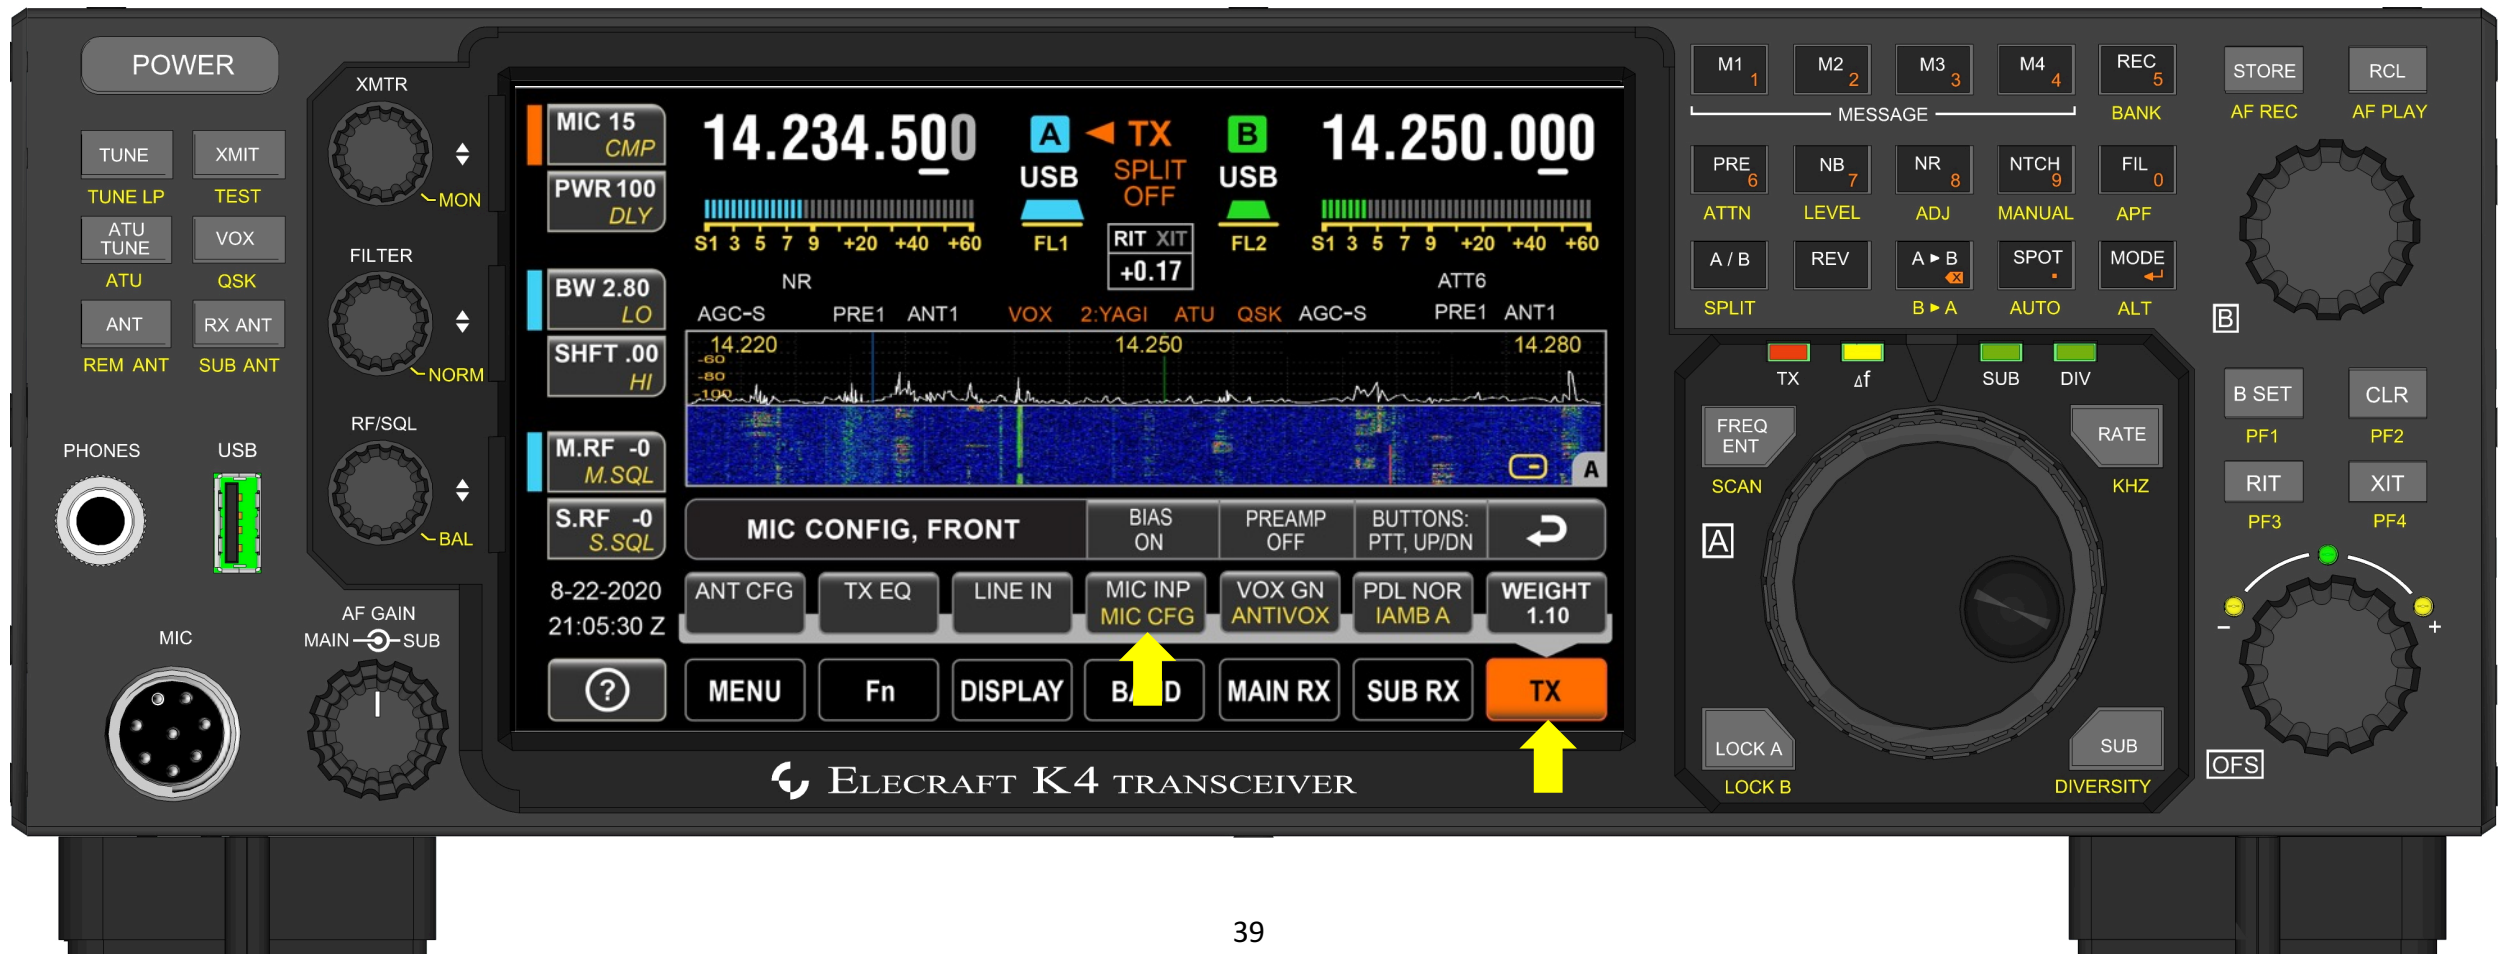 POWER
TUNE
XMIT
TUNE LP
TEST
ATU TUNE
VOX
ATU
QSK
ANT
RX ANT
REM ANT
SUB ANT
PHONES
USB
MIC
XMTR
MON
FILTER
NORM
RF/SQL
BAL
AF GAIN
MAIN
SUB
MIC 15
CMP
PWR 100
DLY
BW 2.80
LO
SHFT .00
HI
M.RF -0
M.SQL
S.RF -0
S.SQL
8-22-2020
21:05:30 Z
?
14.234.500
A
TX
B
14.250.000
USB
SPLIT
OFF
USB
S1 3 5 7 9 +20 +40 +60
FL1
RIT XIT
+0.17
FL2
S1 3 5 7 9 +20 +40 +60
NR
ATT6
AGC-S PRE1 ANT1 VOX 2:YAGI ATU QSK AGC-S PRE1 ANT1
14.220 14.250 14.280
-60
-80
-100
A
MIC CONFIG, FRONT
BIAS
ON
PREAMP
OFF
BUTTONS:
PTT, UP/DN
ANT CFG
TX EQ
LINE IN
MIC INP
MIC CFG
VOX GN
ANTIVOX
PDL NOR
IAMB A
WEIGHT
1.10
MENU
Fn
DISPLAY
MAIN RX
SUB RX
TX
ELECRAFT K4 TRANSCEIVER
M1 1
M2 2
M3 3
M4 4
REC 5
MESSAGE
BANK
PRE 6
NB 7
NR 8
NTCH 9
FIL 0
ATTN
LEVEL
ADJ
MANUAL
APF
A / B
REV
A ▸ B
SPOT .
MODE
SPLIT
B ▸ A
AUTO
ALT
TX
Δf
SUB
DIV
FREQ
ENT
SCAN
RATE
KHZ
A
LOCK A
LOCK B
SUB
DIVERSITY
STORE
RCL
AF REC
AF PLAY
B
B SET
CLR
PF1
PF2
RIT
XIT
PF3
PF4
−
+
OFS
39